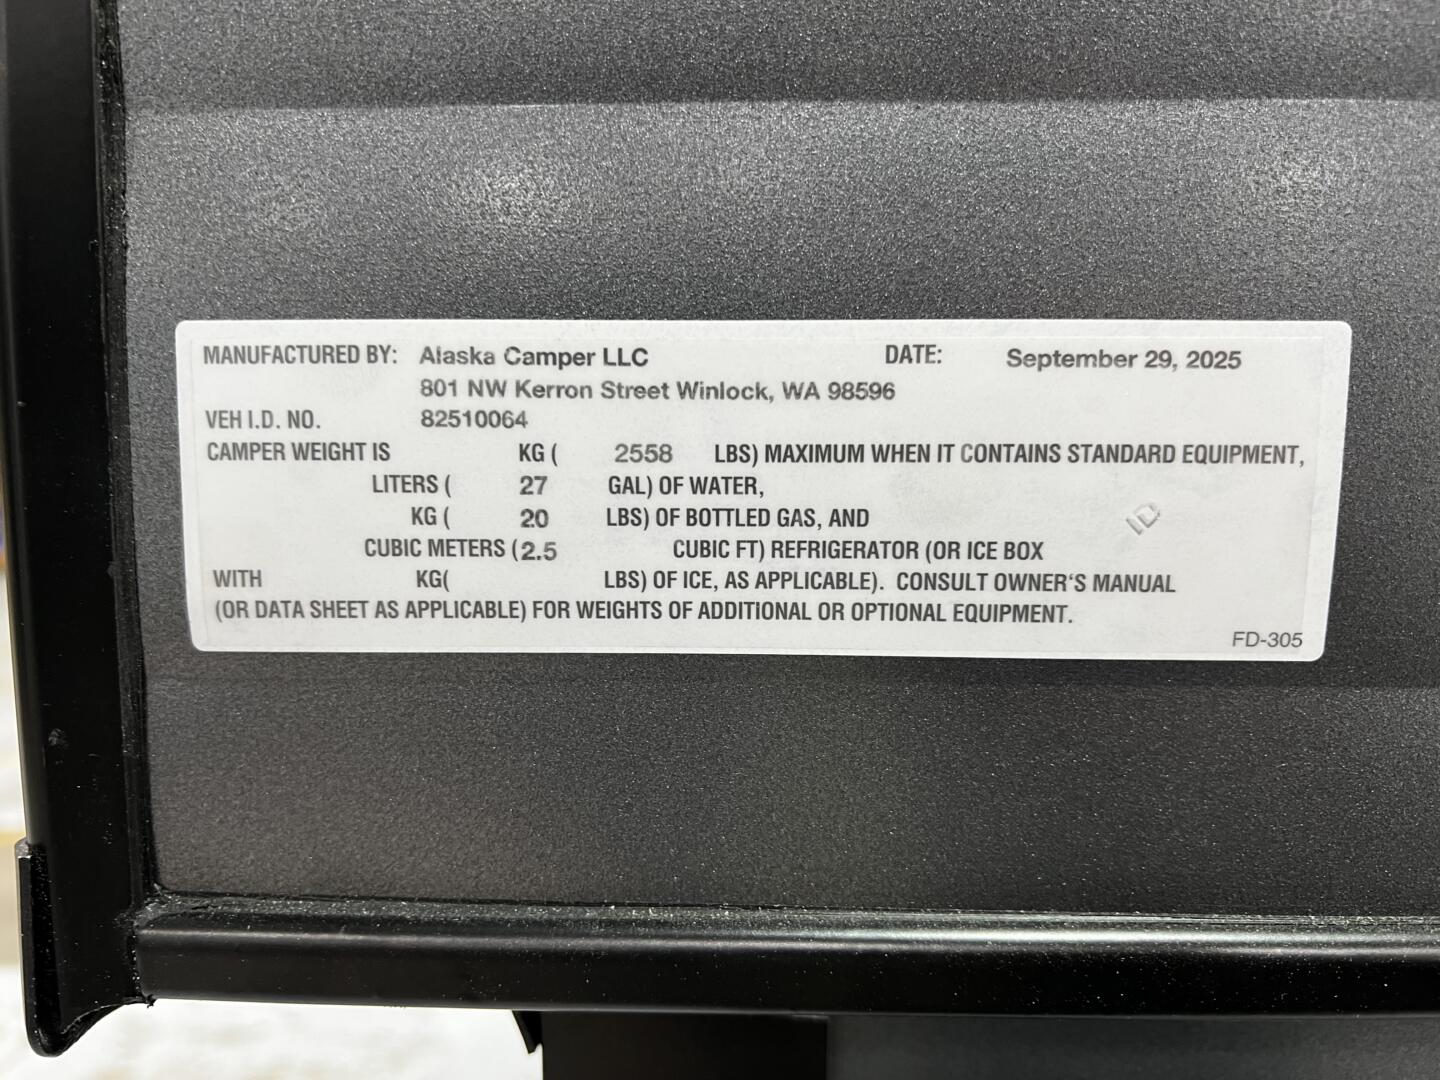 MANUFACTURED BY: Alaska Camper LLC DATE: September 29, 2025
801 NW Kerron Street Winlock, WA 98596
VEH I.D. NO. 82510064
CAMPER WEIGHT IS KG ( 2558 LBS) MAXIMUM WHEN IT CONTAINS STANDARD EQUIPMENT,
LITERS ( 27 GAL) OF WATER,
KG ( 20 LBS) OF BOTTLED GAS, AND
CUBIC METERS ( 2.5 CUBIC FT) REFRIGERATOR (OR ICE BOX
WITH KG( LBS) OF ICE, AS APPLICABLE). CONSULT OWNER'S MANUAL
(OR DATA SHEET AS APPLICABLE) FOR WEIGHTS OF ADDITIONAL OR OPTIONAL EQUIPMENT.
FD-305